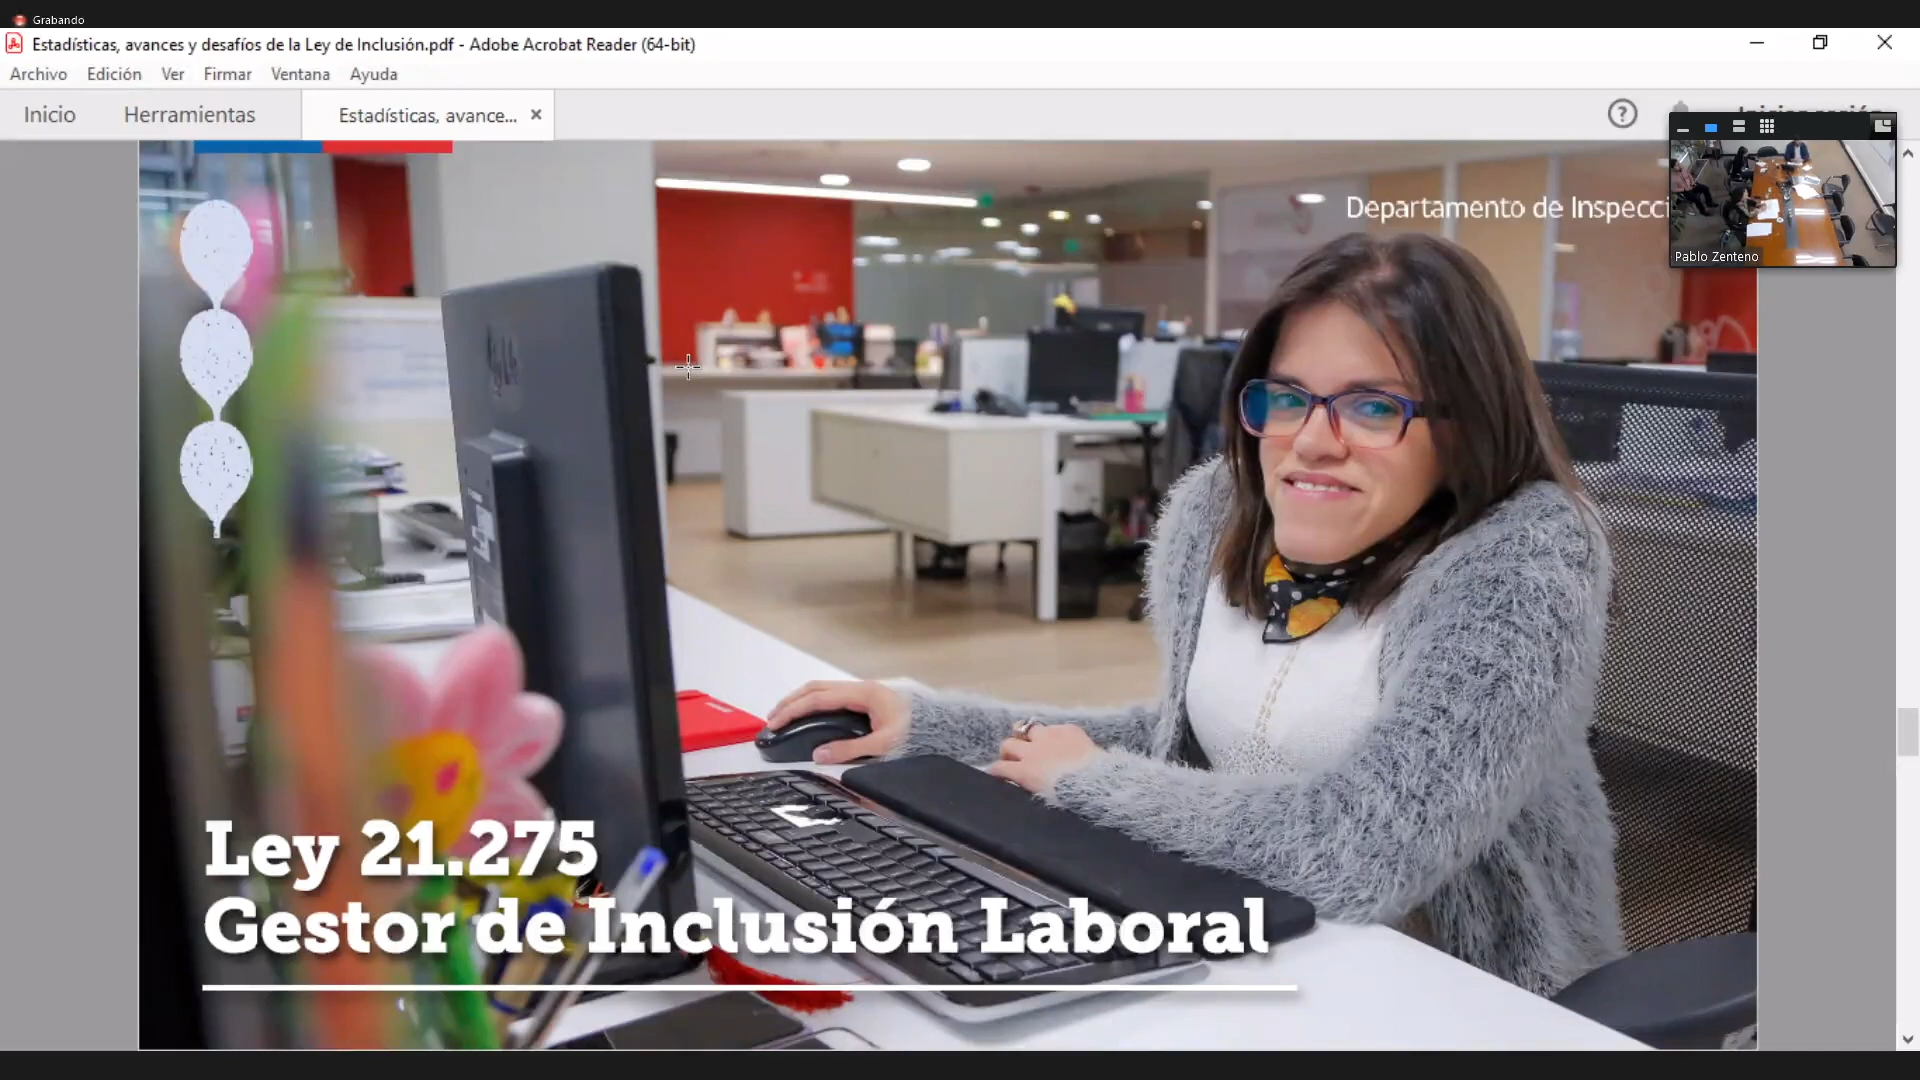 Grabando
Estadísticas, avances y desafíos de la Ley de Inclusión.pdf - Adobe Acrobat Reader (64-bit)
Archivo Edición Ver Firmar Ventana Ayuda
Inicio Herramientas Estadísticas, avance...
Departamento de Inspecci
Pablo Zenteno
Ley 21.275
Gestor de Inclusión Laboral